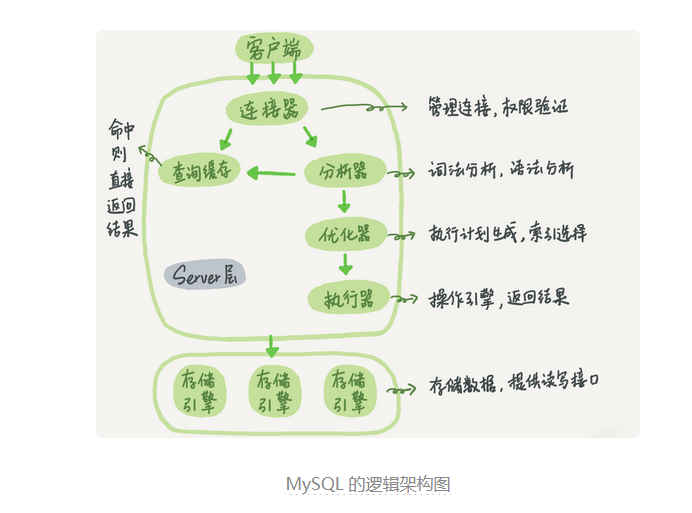 客户端
连接器
管理连接,权限验证
命中
则
直接
返回
结果
查询缓存
分析器
词法分析,语法分析
优化器
执行计划生成,索引选择
Server层
执行器
操作引擎,返回结果
存储
引擎
存储
引擎
存储
引擎
存储数据,提供读写接口
MySQL 的逻辑架构图